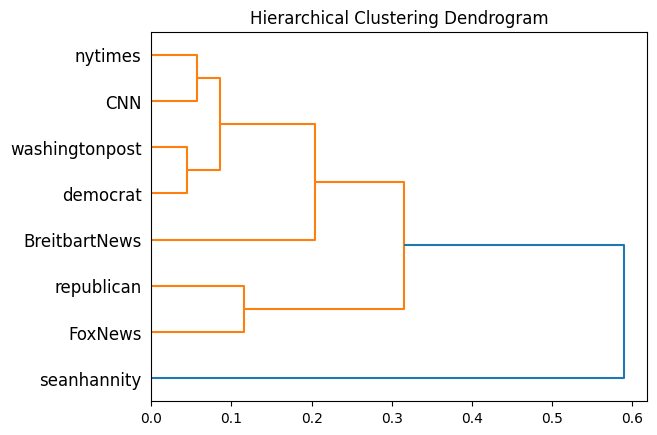 Hierarchical Clustering Dendrogram
nytimes
CNN
washingtonpost
democrat
BreitbartNews
republican
FoxNews
seanhannity
0.0 0.1 0.2 0.3 0.4 0.5 0.6